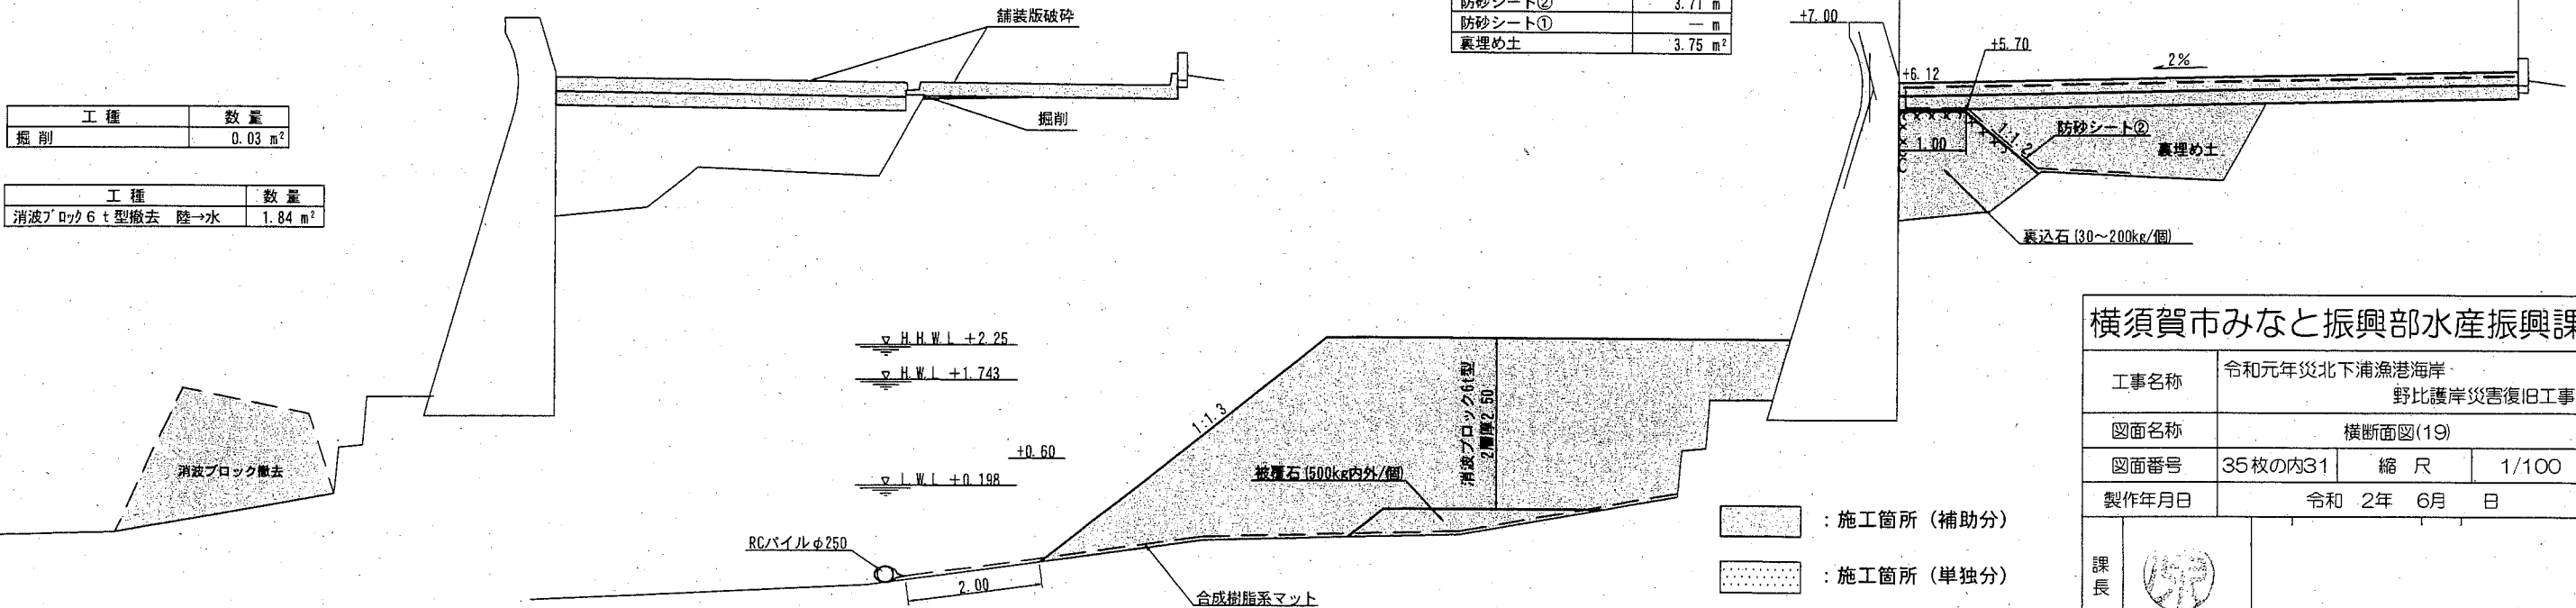 舗装版破砕
掘削
工種 数量
掘削 0.03 m²
工種 数量
消波ブロック6t型撤去 陸→水 1.84 m²
消波ブロック撤去
防砂シート② 3.71 m
防砂シート① ― m
裏埋め土 3.75 m²
+7.00
+5.70
+6.12
2%
1.00
1:1.2
防砂シート②
裏埋め土
裏込石(30~200kg/個)
H.H.W.L +2.25
H.W.L +1.743
+0.60
L.W.L +0.198
1:1.3
消波ブロック6t型
2層厚2.50
被覆石(500kg内外/個)
RCパイルφ250
2.00
合成樹脂系マット
:施工箇所(補助分)
:施工箇所(単独分)
横須賀市みなと振興部水産振興課
工事名称 令和元年災北下浦漁港海岸
野比護岸災害復旧工事
図面名称 横断面図(19)
図面番号 35枚の内31 縮尺 1/100
製作年月日 令和 2年 6月 日
課長